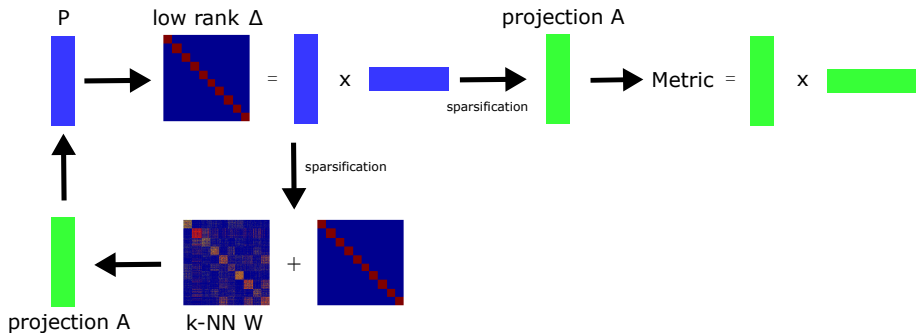 P
low rank Δ
=
x
sparsification
projection A
Metric
=
x
sparsification
+
projection A
k-NN W